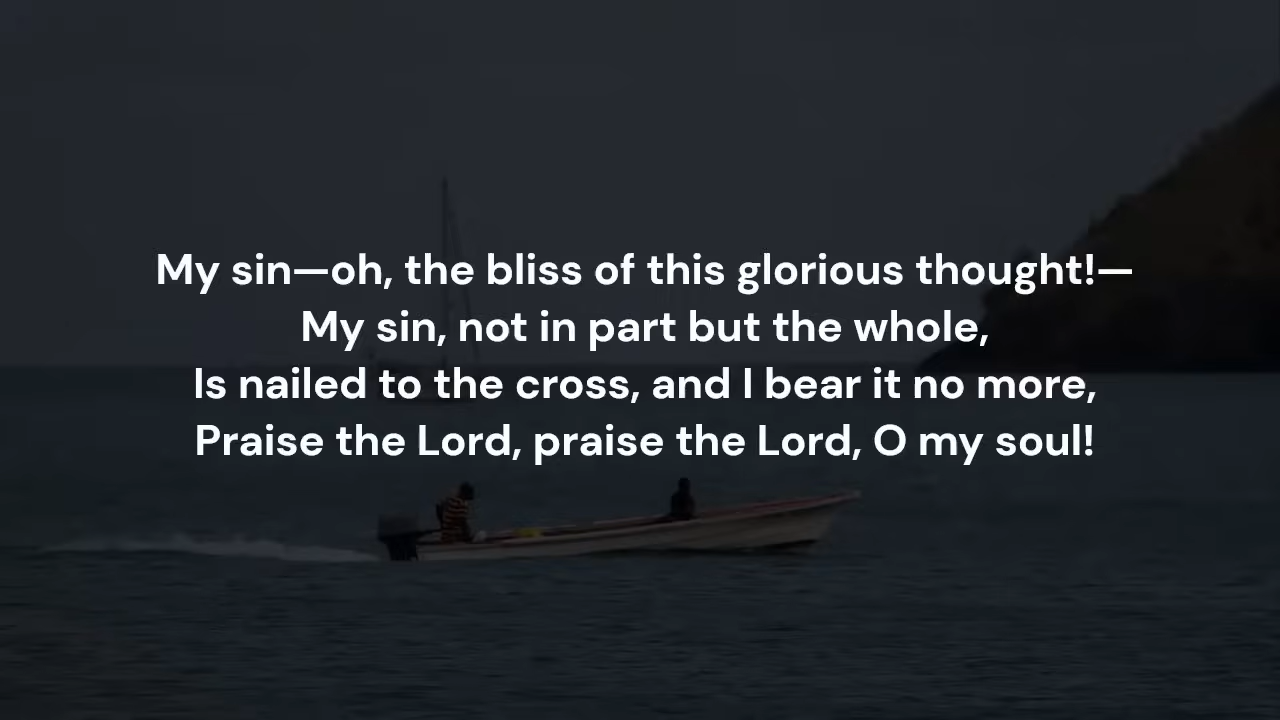 My sin—oh, the bliss of this glorious thought!—
My sin, not in part but the whole,
Is nailed to the cross, and I bear it no more,
Praise the Lord, praise the Lord, O my soul!